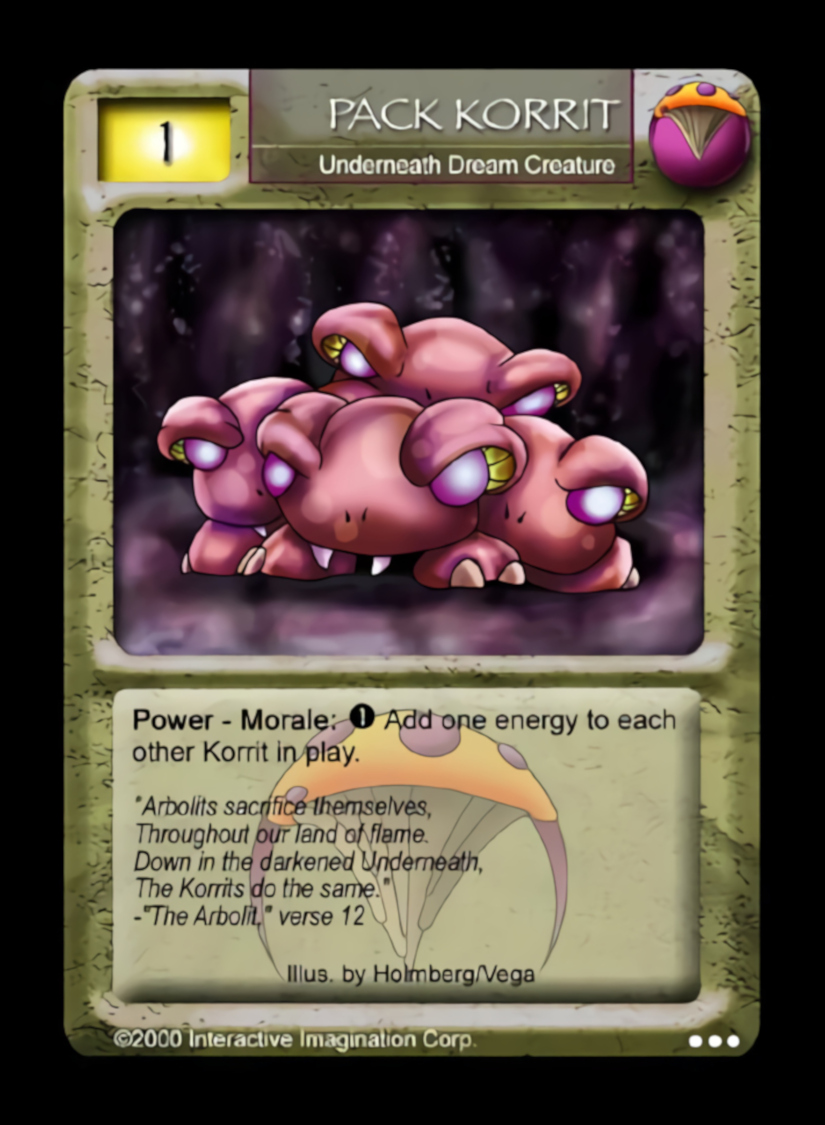 1
PACK KORRIT
Underneath Dream Creature
Power - Morale: 1 Add one energy to each
other Korrit in play.
"Arbolits sacrifice themselves,
Throughout our land of flame.
Down in the darkened Underneath,
The Korrits do the same."
-"The Arbolit," verse 12
Illus. by Holmberg/Vega
©2000 Interactive Imagination Corp.